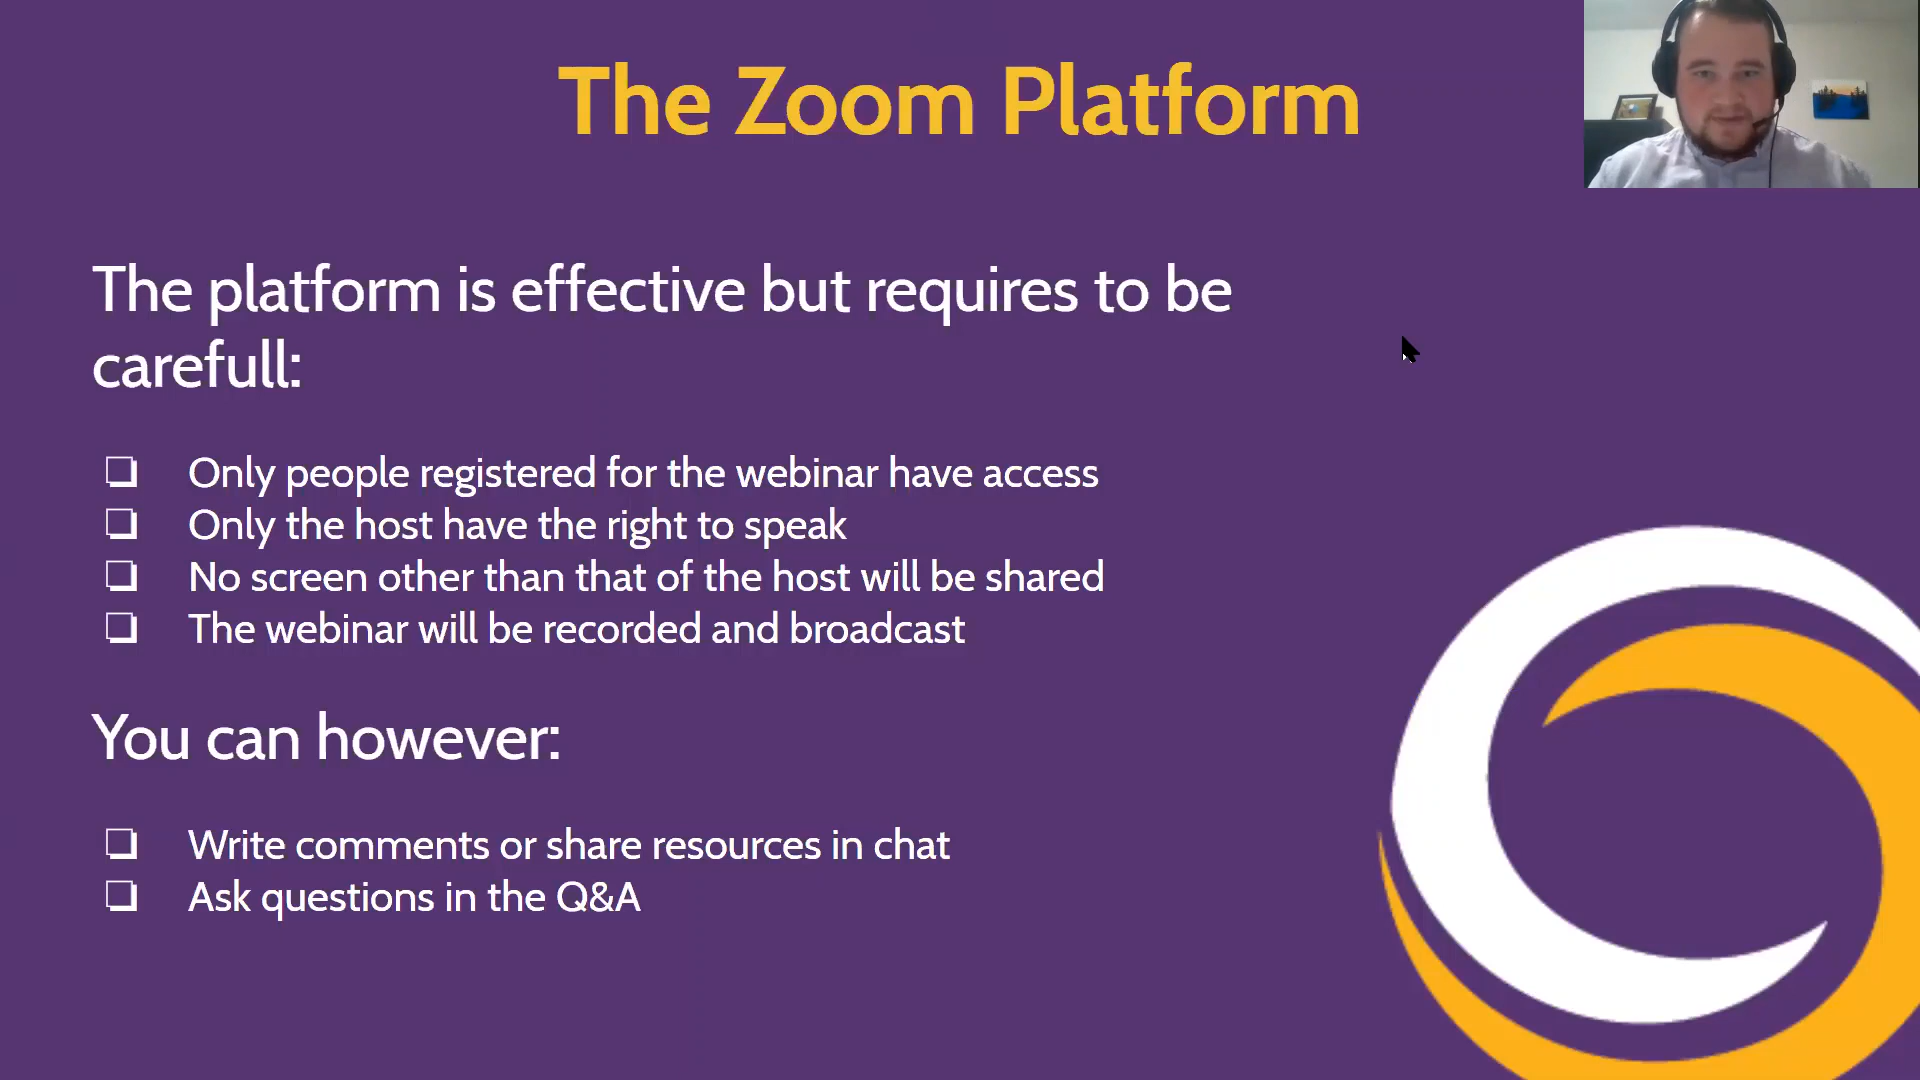 The Zoom Platform
The platform is effective but requires to be
carefull:
❏ Only people registered for the webinar have access
❏ Only the host have the right to speak
❏ No screen other than that of the host will be shared
❏ The webinar will be recorded and broadcast
You can however:
❏ Write comments or share resources in chat
❏ Ask questions in the Q&A